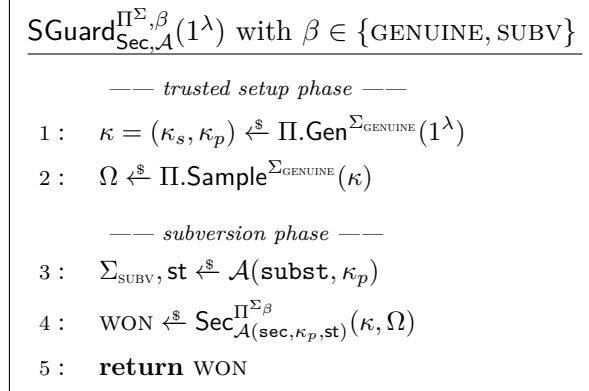 SGuard^{Π^Σ,β}_{Sec,𝒜}(1^λ) with β ∈ {GENUINE, SUBV}
—— trusted setup phase ——
1 : κ = (κ_s, κ_p) ←$ Π.Gen^{Σ_GENUINE}(1^λ)
2 : Ω ←$ Π.Sample^{Σ_GENUINE}(κ)
—— subversion phase ——
3 : Σ_SUBV, st ←$ 𝒜(subst, κ_p)
4 : WON ←$ Sec^{Π^{Σ_β}}_{𝒜(sec,κ_p,st)}(κ, Ω)
5 : return WON